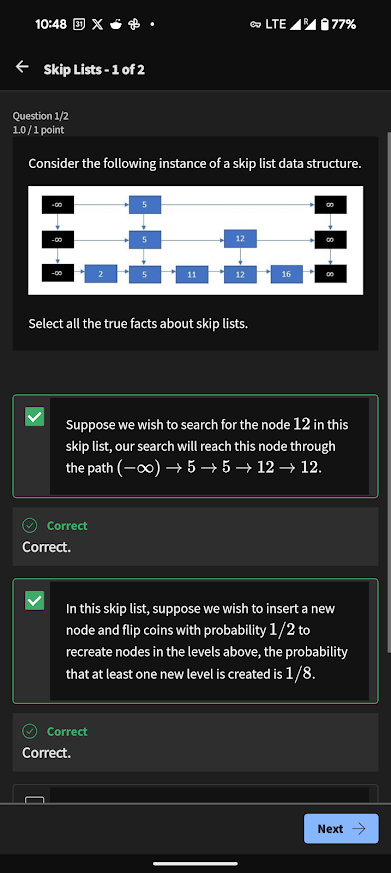 10:48 31 LTE R 77%
Skip Lists - 1 of 2
Question 1/2
1.0 / 1 point
Consider the following instance of a skip list data structure.
-∞ 5 ∞
-∞ 5 12 ∞
-∞ 2 5 11 12 16 ∞
Select all the true facts about skip lists.
Suppose we wish to search for the node 12 in this
skip list, our search will reach this node through
the path (−∞) → 5 → 5 → 12 → 12.
Correct
Correct.
In this skip list, suppose we wish to insert a new
node and flip coins with probability 1/2 to
recreate nodes in the levels above, the probability
that at least one new level is created is 1/8.
Correct
Correct.
Next →